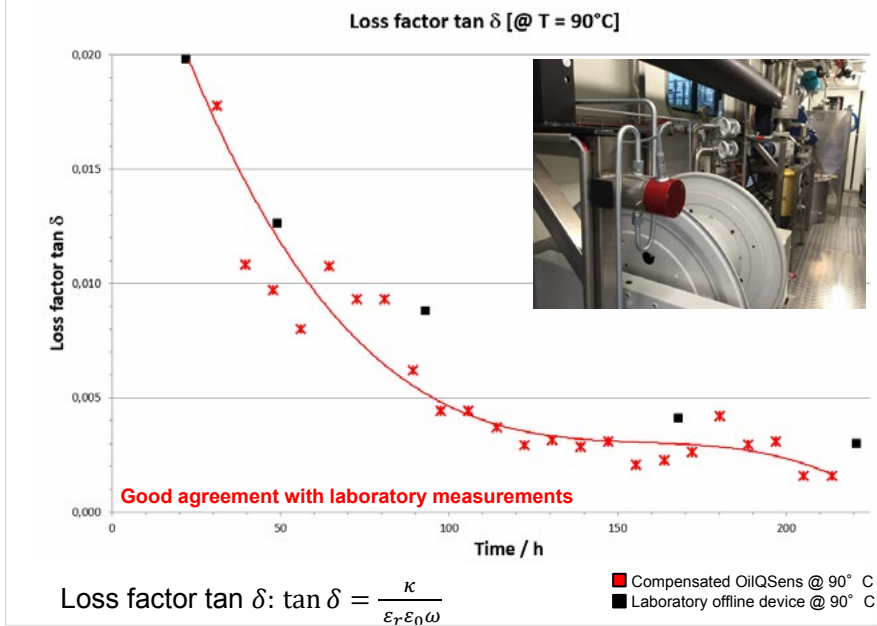 Loss factor tan δ [@ T = 90°C]
Loss factor tan δ
0,020
0,015
0,010
0,005
0,000
0
50
100
150
200
Good agreement with laboratory measurements
Time / h
Loss factor tan δ: tan δ = κ / εrε0ω
Compensated OilQSens @ 90° C
Laboratory offline device @ 90° C